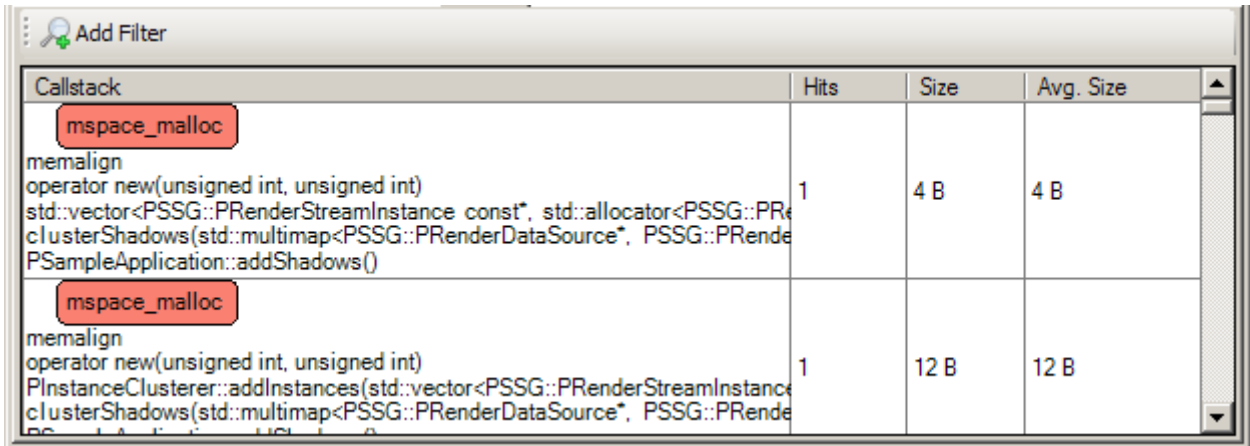 Add Filter
Callstack Hits Size Avg. Size
mspace_malloc
memalign
operator new(unsigned int, unsigned int)
1 4 B 4 B
std::vector<PSSG::PRenderStreamInstance const*, std::allocator<PSSG::PRe
clusterShadows(std::multimap<PSSG::PRenderDataSource*, PSSG::PRende
PSampleApplication::addShadows()
mspace_malloc
memalign
operator new(unsigned int, unsigned int)
1 12 B 12 B
PInstanceClusterer::addInstances(std::vector<PSSG::PRenderStreamInstance
clusterShadows(std::multimap<PSSG::PRenderDataSource*, PSSG::PRende